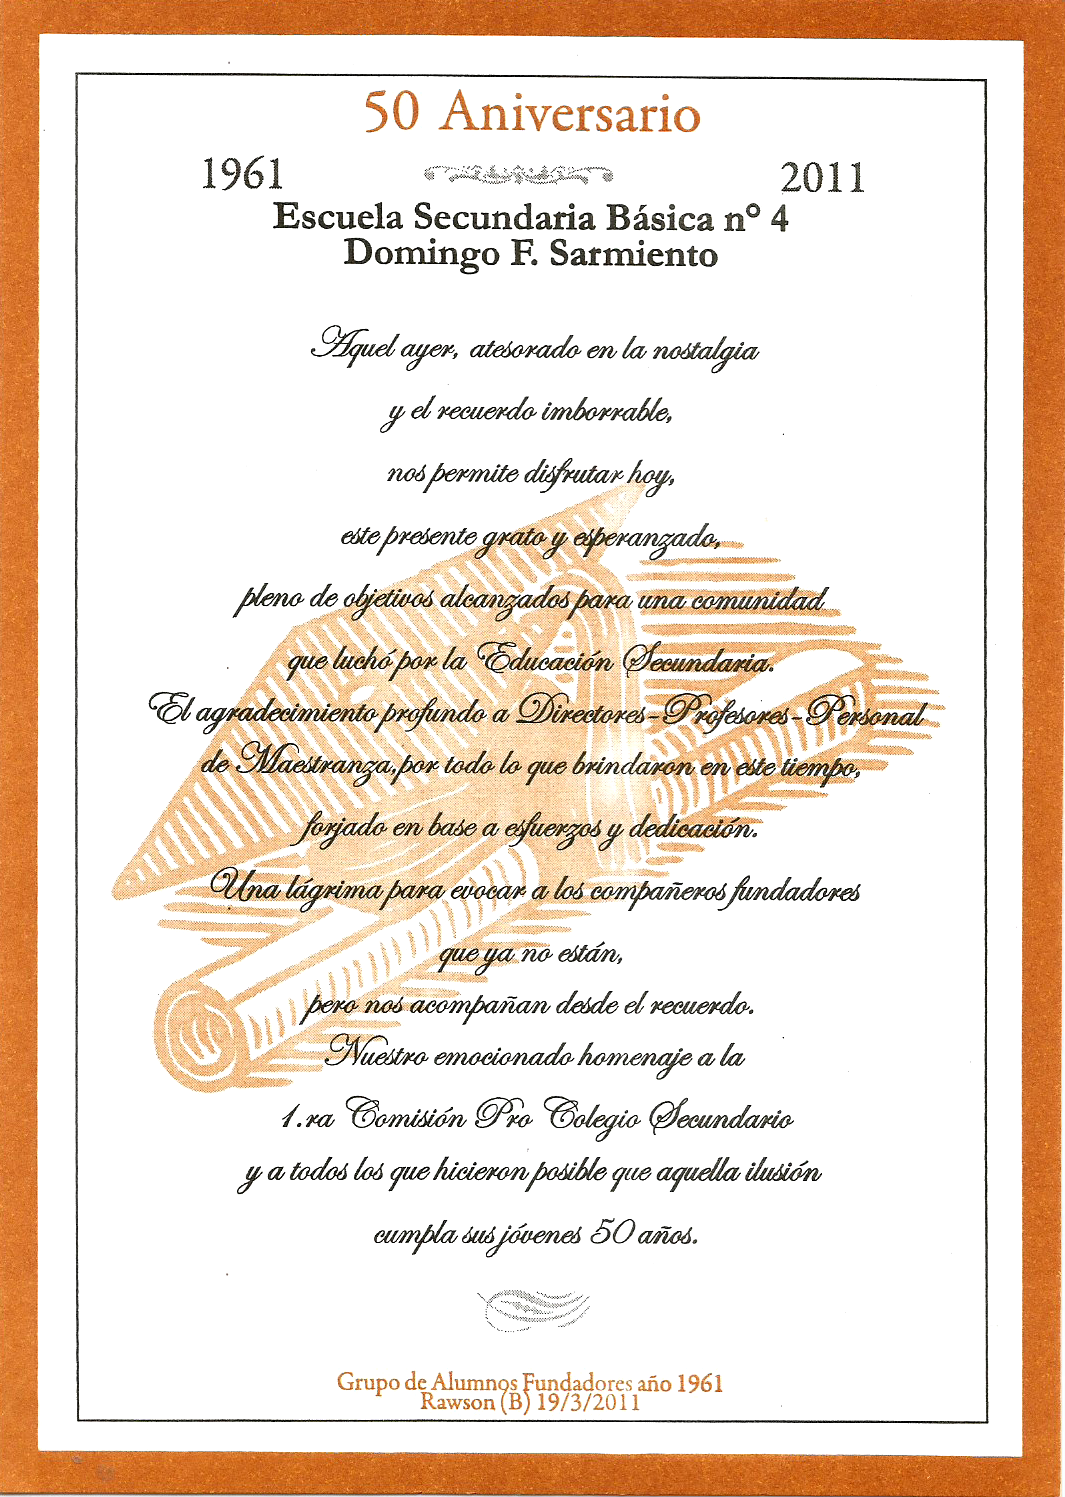 50 Aniversario
1961 2011
Escuela Secundaria Básica nº 4
Domingo F. Sarmiento
Aquel ayer, atesorado en la nostalgia
y el recuerdo imborrable,
nos permite disfrutar hoy,
este presente grato y esperanzado,
pleno de objetivos alcanzados para una comunidad
que luchó por la Educación Secundaria.
El agradecimiento profundo a Directores-Profesores-Personal
de Maestranza,por todo lo que brindaron en este tiempo,
forjado en base a esfuerzos y dedicación.
Una lágrima para evocar a los compañeros fundadores
que ya no están,
pero nos acompañan desde el recuerdo.
Nuestro emocionado homenaje a la
1.ra Comisión Pro Colegio Secundario
y a todos los que hicieron posible que aquella ilusión
cumpla sus jóvenes 50 años.
Grupo de Alumnos Fundadores año 1961
Rawson (B) 19/3/2011